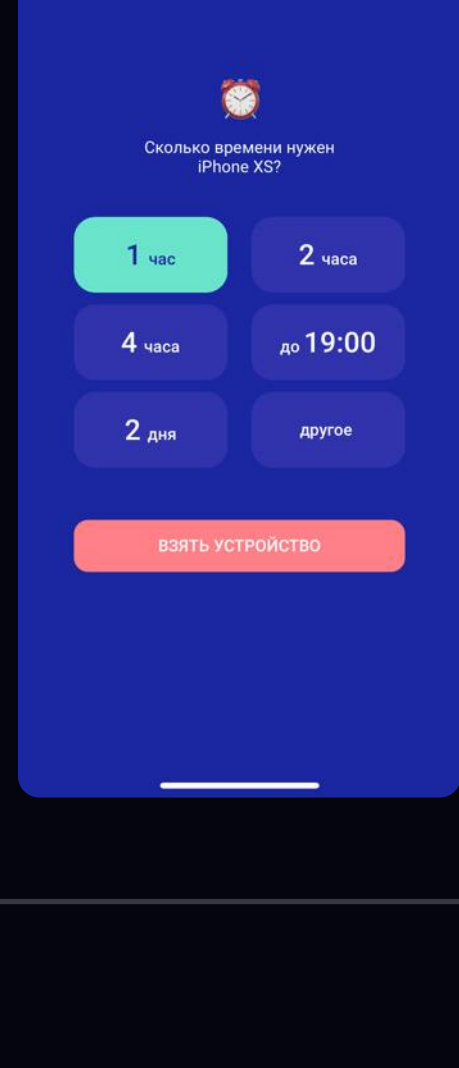 Сколько времени нужен
iPhone XS?
1 час
2 часа
4 часа
до 19:00
2 дня
другое
ВЗЯТЬ УСТРОЙСТВО